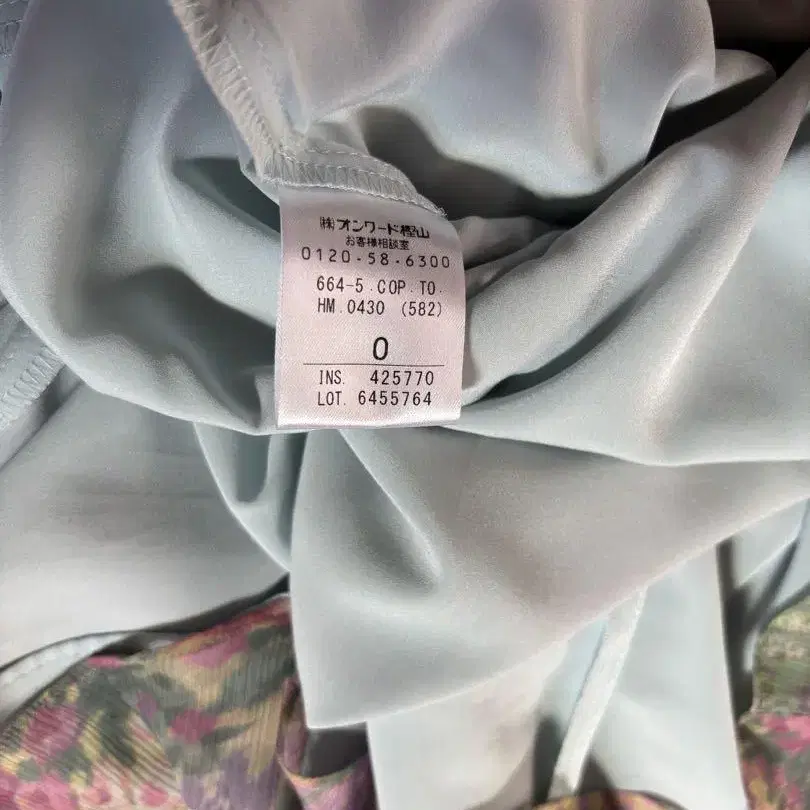 ㈱オンワード樫山
お客様相談室
0120-58-6300
664-5.COP.TO.
HM.0430 (582)
0
INS. 425770
LOT. 6455764